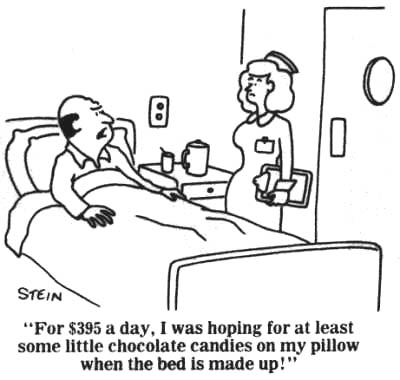 STEIN
"For $395 a day, I was hoping for at least
some little chocolate candies on my pillow
when the bed is made up!"